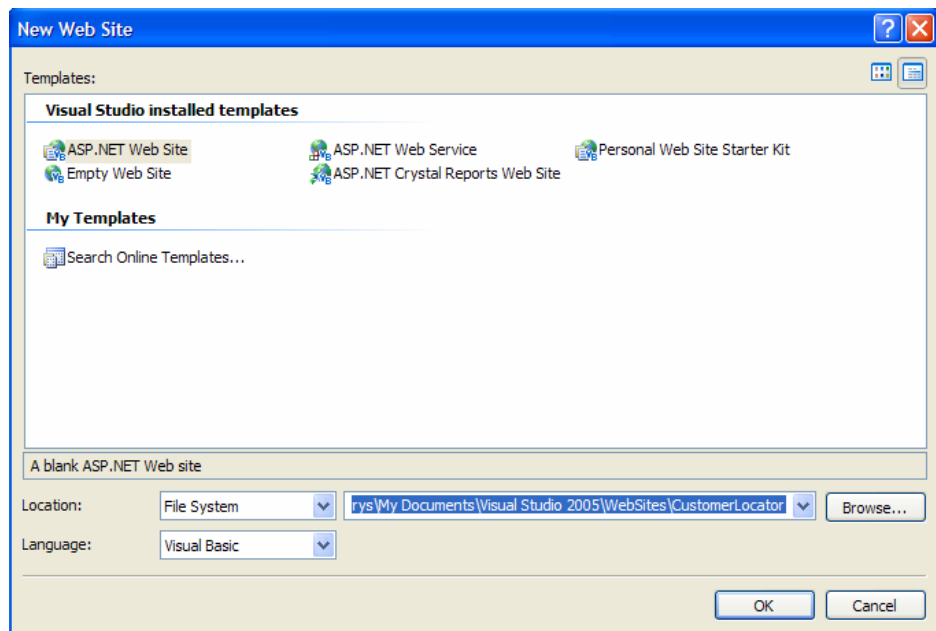 New Web Site
Templates:
Visual Studio installed templates
ASP.NET Web Site ASP.NET Web Service Personal Web Site Starter Kit
Empty Web Site ASP.NET Crystal Reports Web Site
My Templates
Search Online Templates...
A blank ASP.NET Web site
Location: File System rys\My Documents\Visual Studio 2005\WebSites\CustomerLocator Browse...
Language: Visual Basic
OK Cancel